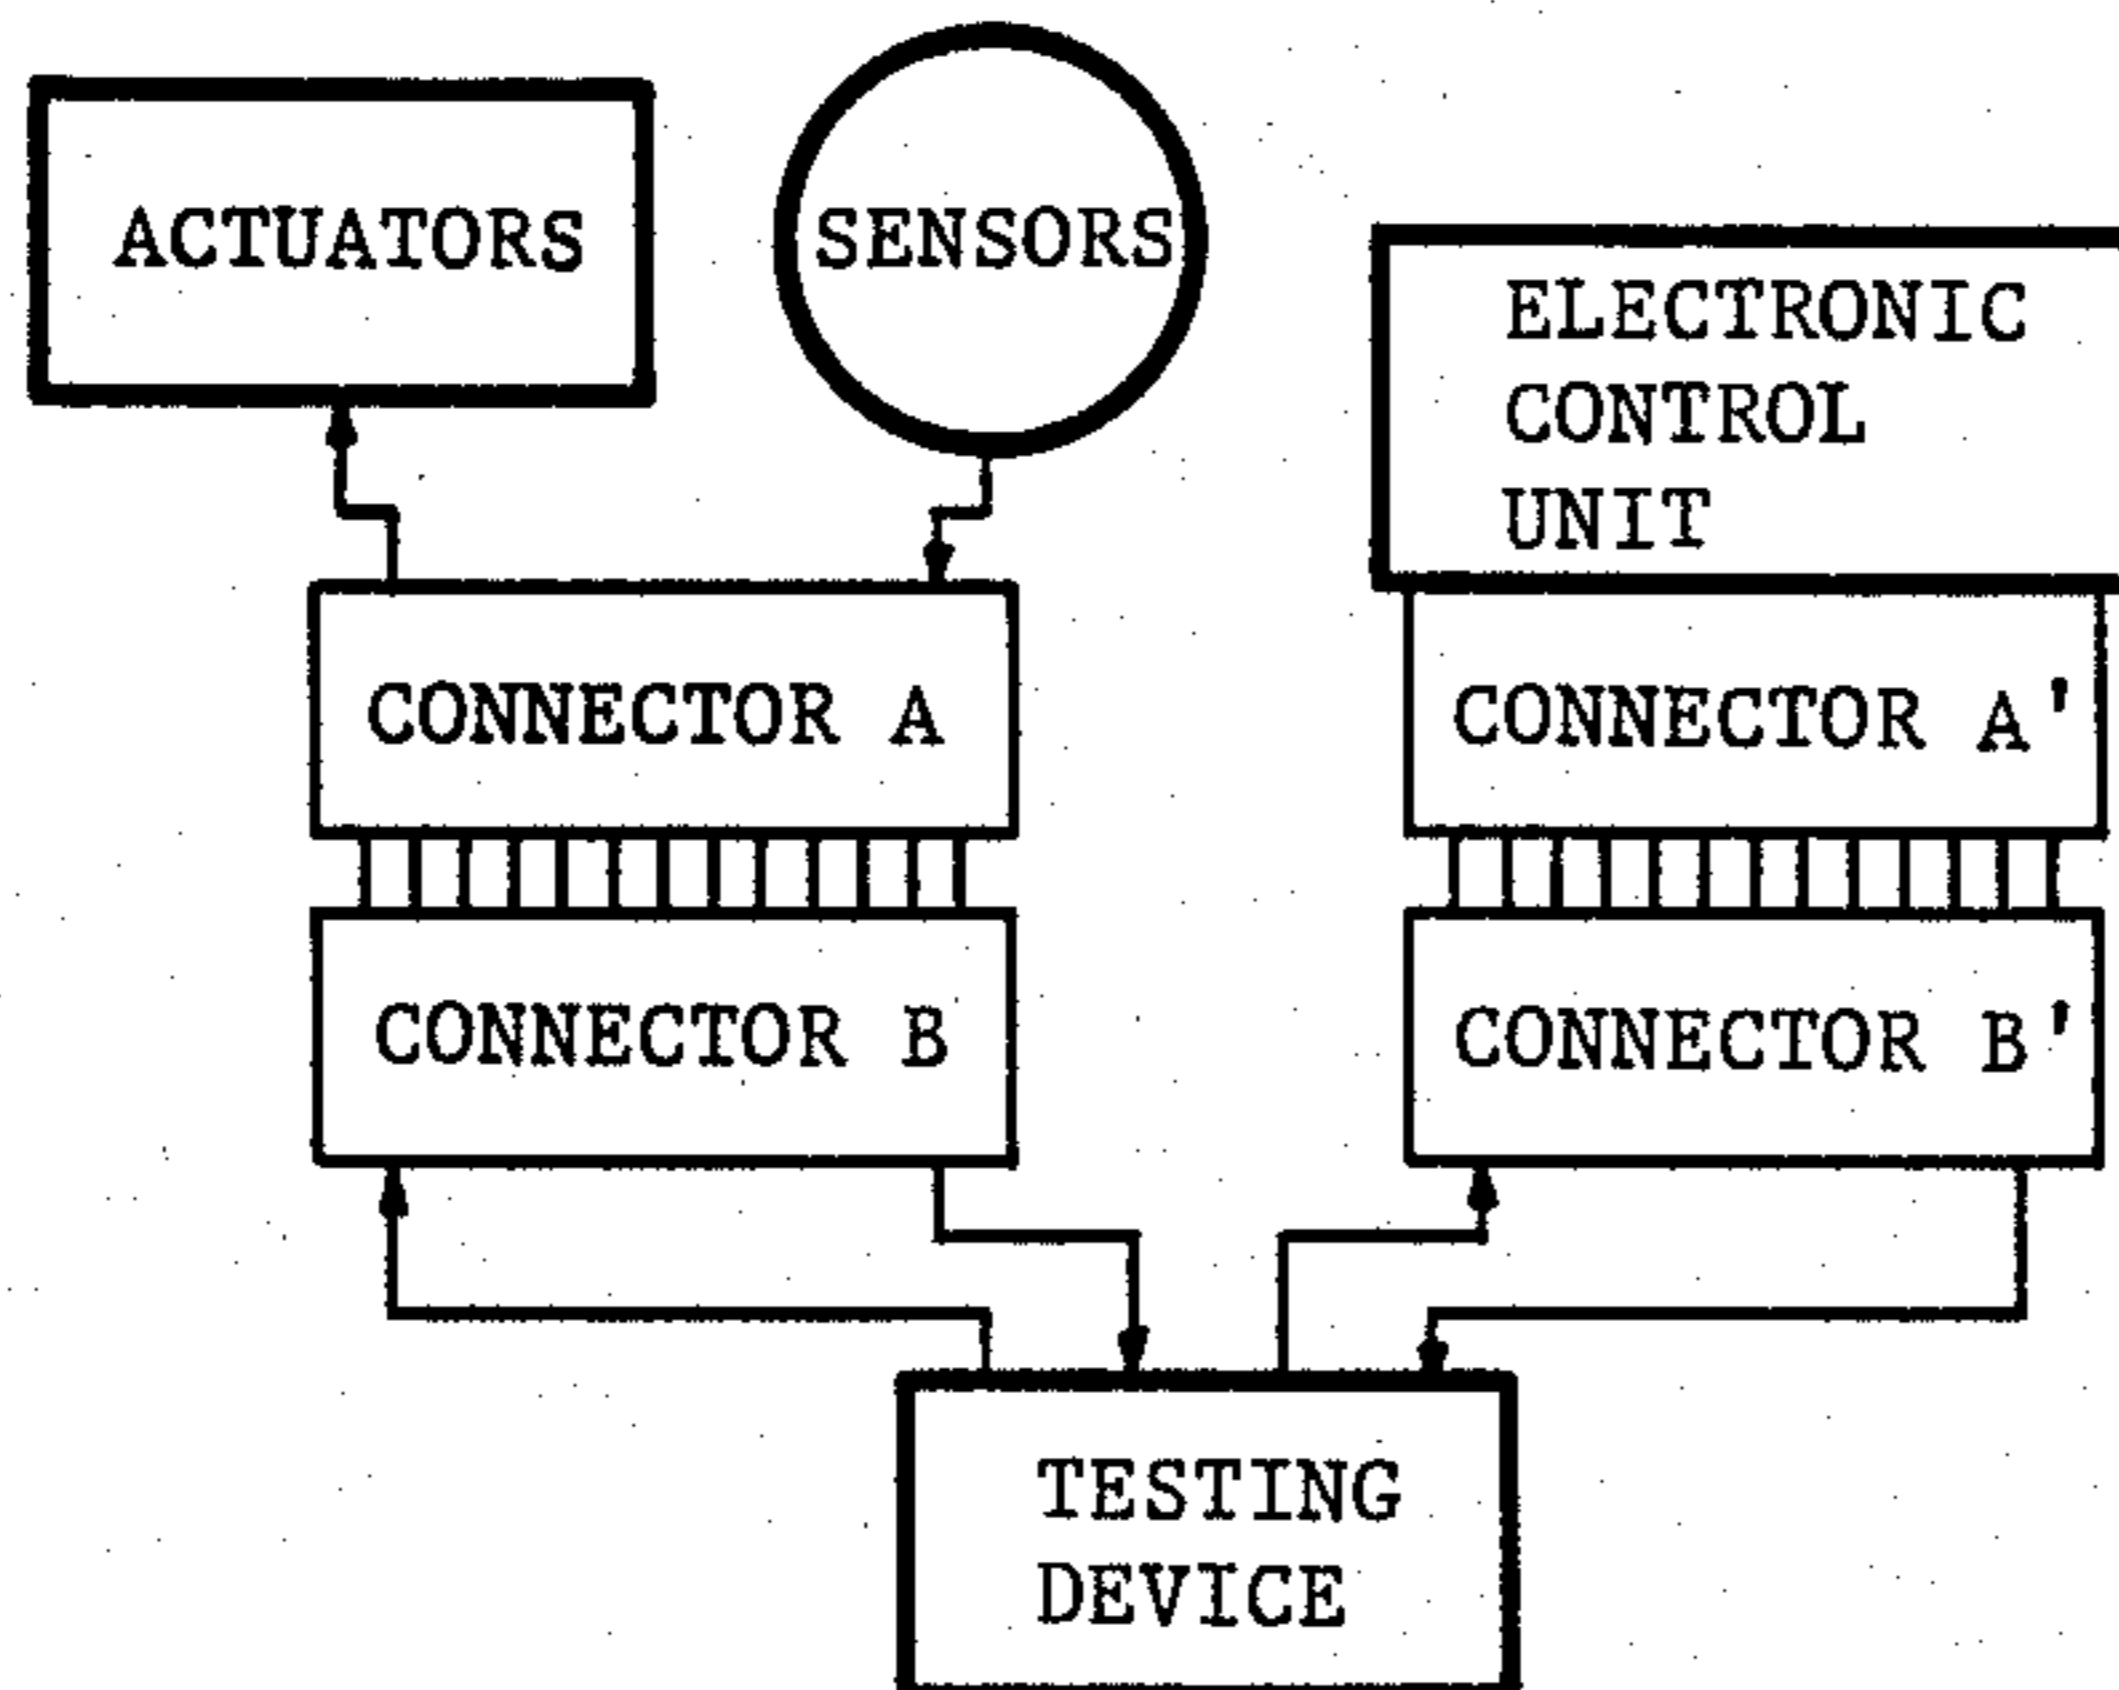 ACTUATORS
SENSORS
ELECTRONIC
CONTROL
UNIT
CONNECTOR A
CONNECTOR A'
CONNECTOR B
CONNECTOR B'
TESTING
DEVICE